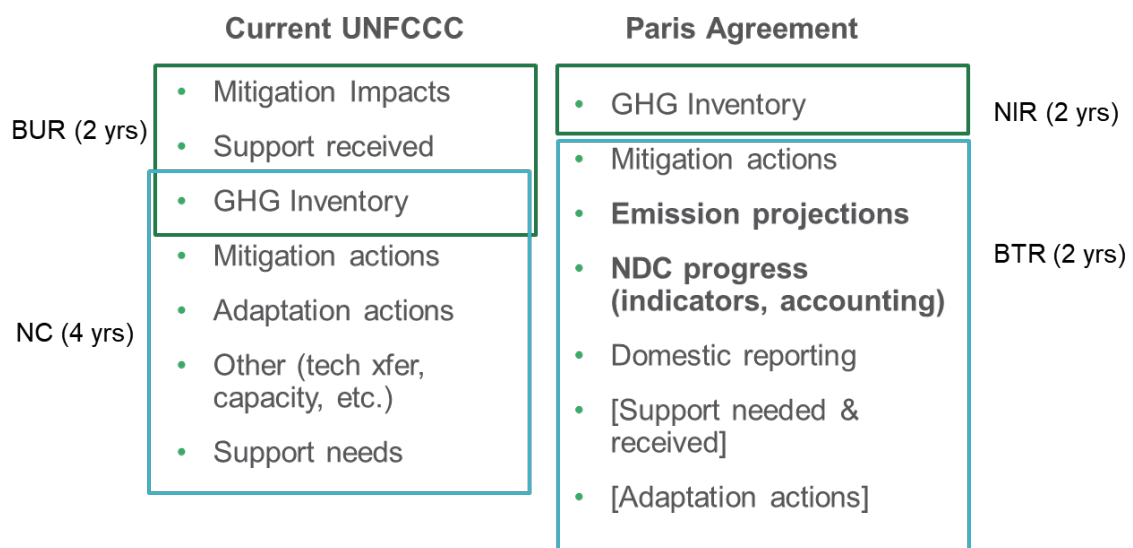 Current UNFCCC
BUR (2 yrs)
• Mitigation Impacts
• Support received
• GHG Inventory
NC (4 yrs)
• Mitigation actions
• Adaptation actions
• Other (tech xfer,
capacity, etc.)
• Support needs
Paris Agreement
• GHG Inventory
NIR (2 yrs)
• Mitigation actions
• Emission projections
• NDC progress
(indicators, accounting)
• Domestic reporting
• [Support needed &
received]
• [Adaptation actions]
BTR (2 yrs)